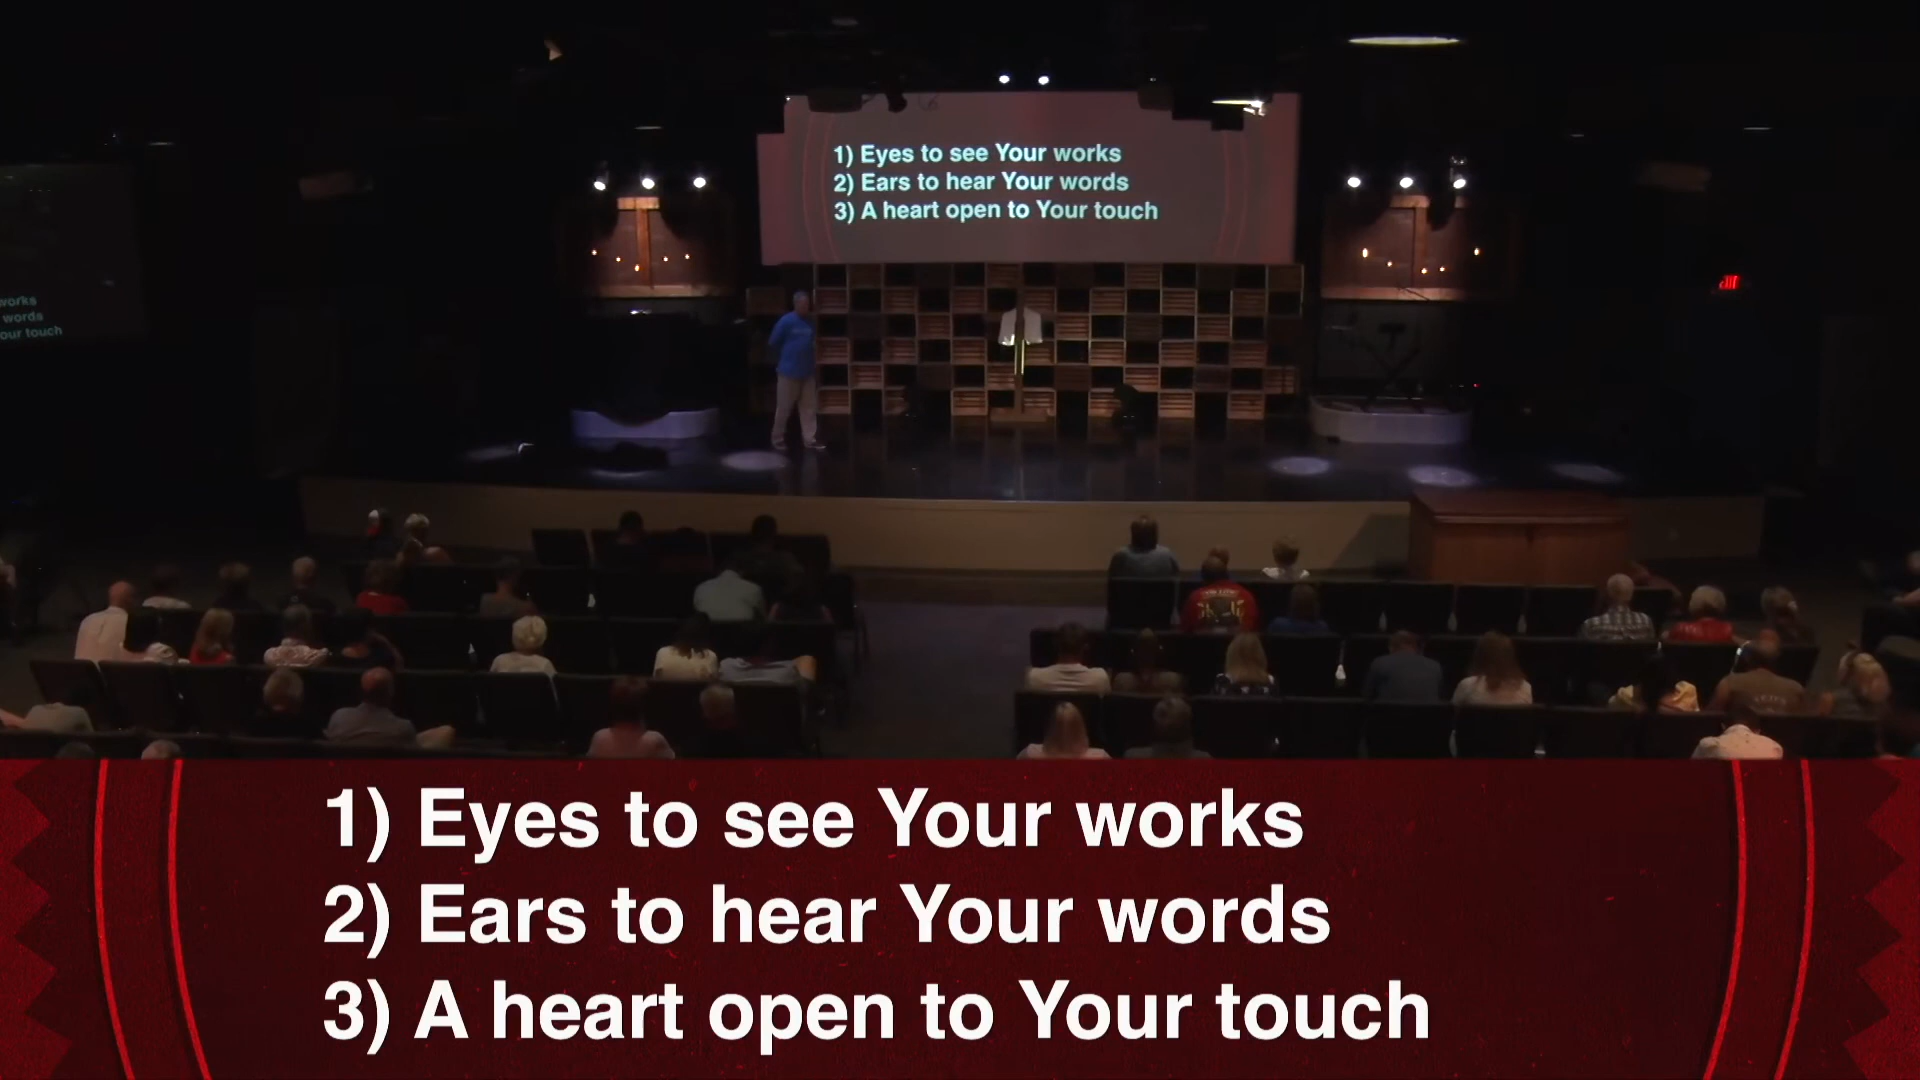 1) Eyes to see Your works
2) Ears to hear Your words
3) A heart open to Your touch
works
words
our touch
1) Eyes to see Your works
2) Ears to hear Your words
3) A heart open to Your touch